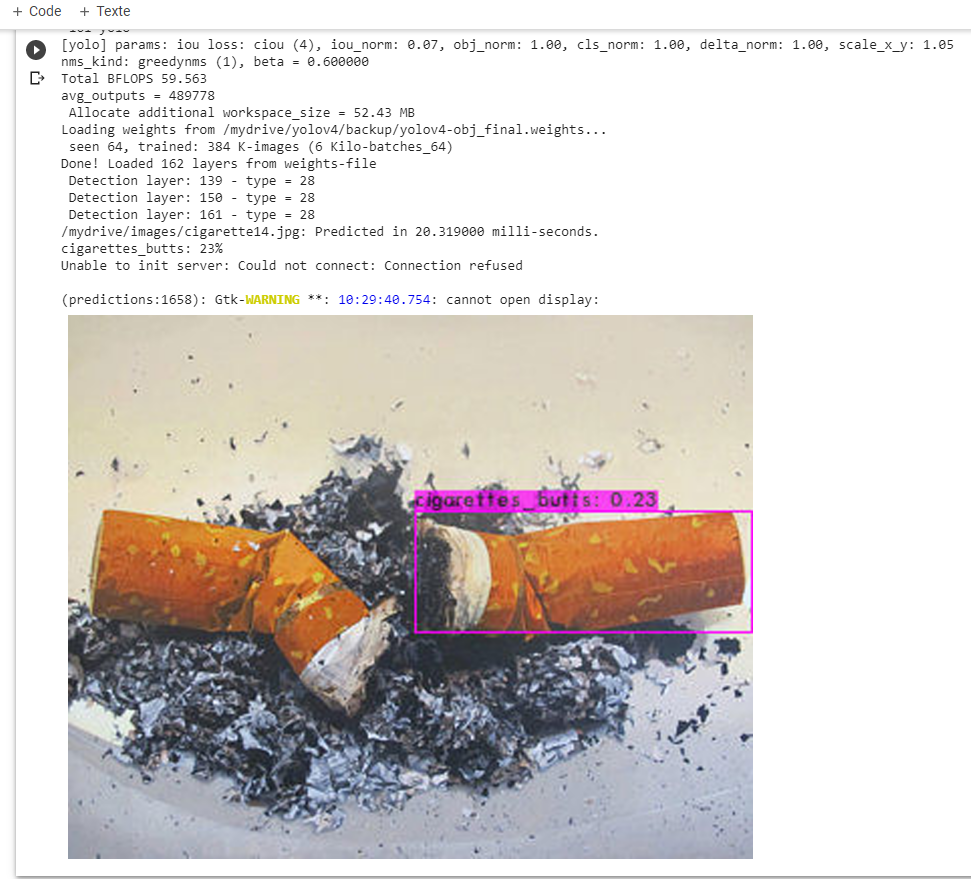 + Code + Texte
[yolo] params: iou loss: ciou (4), iou_norm: 0.07, obj_norm: 1.00, cls_norm: 1.00, delta_norm: 1.00, scale_x_y: 1.05
nms_kind: greedynms (1), beta = 0.600000
Total BFLOPS 59.563
avg_outputs = 489778
Allocate additional workspace_size = 52.43 MB
Loading weights from /mydrive/yolov4/backup/yolov4-obj_final.weights...
seen 64, trained: 384 K-images (6 Kilo-batches_64)
Done! Loaded 162 layers from weights-file
Detection layer: 139 - type = 28
Detection layer: 150 - type = 28
Detection layer: 161 - type = 28
/mydrive/images/cigarette14.jpg: Predicted in 20.319000 milli-seconds.
cigarettes_butts: 23%
Unable to init server: Could not connect: Connection refused
(predictions:1658): Gtk-WARNING **: 10:29:40.754: cannot open display:
cigarettes_butts: 0.23